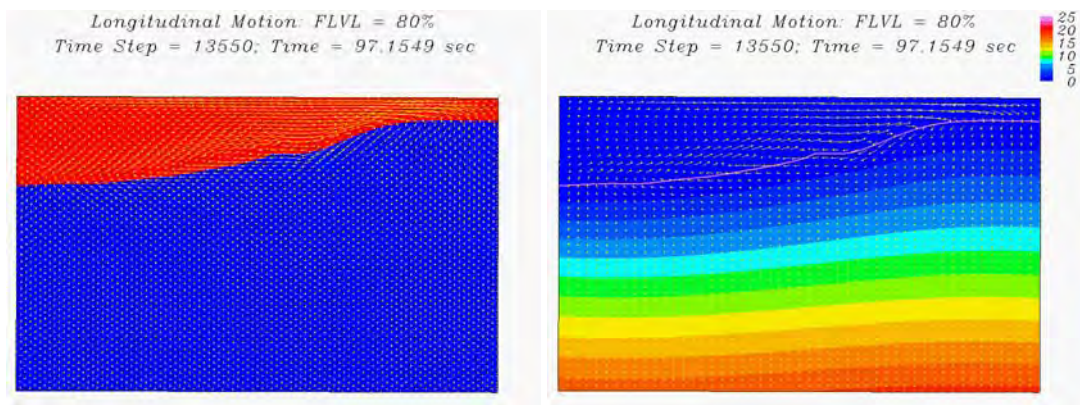 Longitudinal Motion: FLVL = 80%
Time Step = 13550; Time = 97.1549 sec
Longitudinal Motion: FLVL = 80%
Time Step = 13550; Time = 97.1549 sec
25
20
15
10
5
0